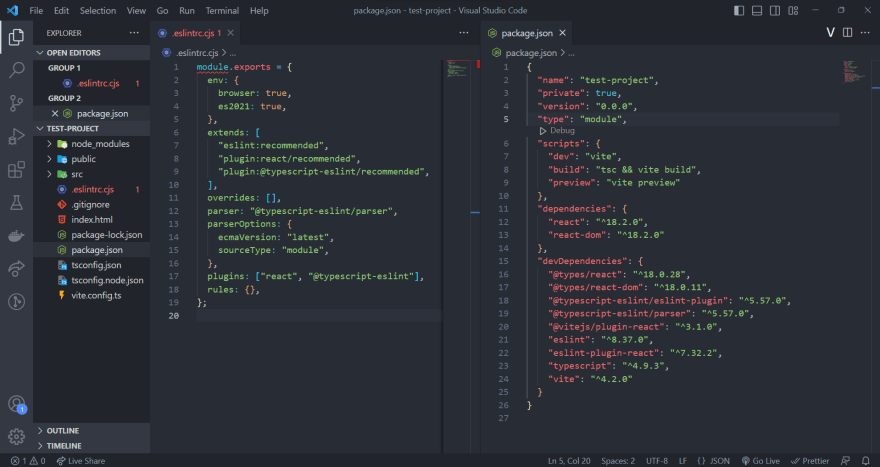 File Edit Selection View Go Run Terminal Help
package.json - test-project - Visual Studio Code
EXPLORER
OPEN EDITORS
GROUP 1
.eslintrc.cjs 1
GROUP 2
package.json
TEST-PROJECT
node_modules
public
src
.eslintrc.cjs 1
.gitignore
index.html
package-lock.json
package.json
tsconfig.json
tsconfig.node.json
vite.config.ts
OUTLINE
TIMELINE
1
.eslintrc.cjs 1
.eslintrc.cjs > ...
1 module.exports = {
2 env: {
3 browser: true,
4 es2021: true,
5 },
6 extends: [
7 "eslint:recommended",
8 "plugin:react/recommended",
9 "plugin:@typescript-eslint/recommended",
10 ],
11 overrides: [],
12 parser: "@typescript-eslint/parser",
13 parserOptions: {
14 ecmaVersion: "latest",
15 sourceType: "module",
16 },
17 plugins: ["react", "@typescript-eslint"],
18 rules: {},
19 };
20
package.json
package.json > ...
1 {
2 "name": "test-project",
3 "private": true,
4 "version": "0.0.0",
5 "type": "module",
Debug
6 "scripts": {
7 "dev": "vite",
8 "build": "tsc && vite build",
9 "preview": "vite preview"
10 },
11 "dependencies": {
12 "react": "^18.2.0",
13 "react-dom": "^18.2.0"
14 },
15 "devDependencies": {
16 "@types/react": "^18.0.28",
17 "@types/react-dom": "^18.0.11",
18 "@typescript-eslint/eslint-plugin": "^5.57.0",
19 "@typescript-eslint/parser": "^5.57.0",
20 "@vitejs/plugin-react": "^3.1.0",
21 "eslint": "^8.37.0",
22 "eslint-plugin-react": "^7.32.2",
23 "typescript": "^4.9.3",
24 "vite": "^4.2.0"
25 }
26 }
27
1 0 Live Share
Ln 5, Col 20 Spaces: 2 UTF-8 LF { } JSON Go Live Prettier